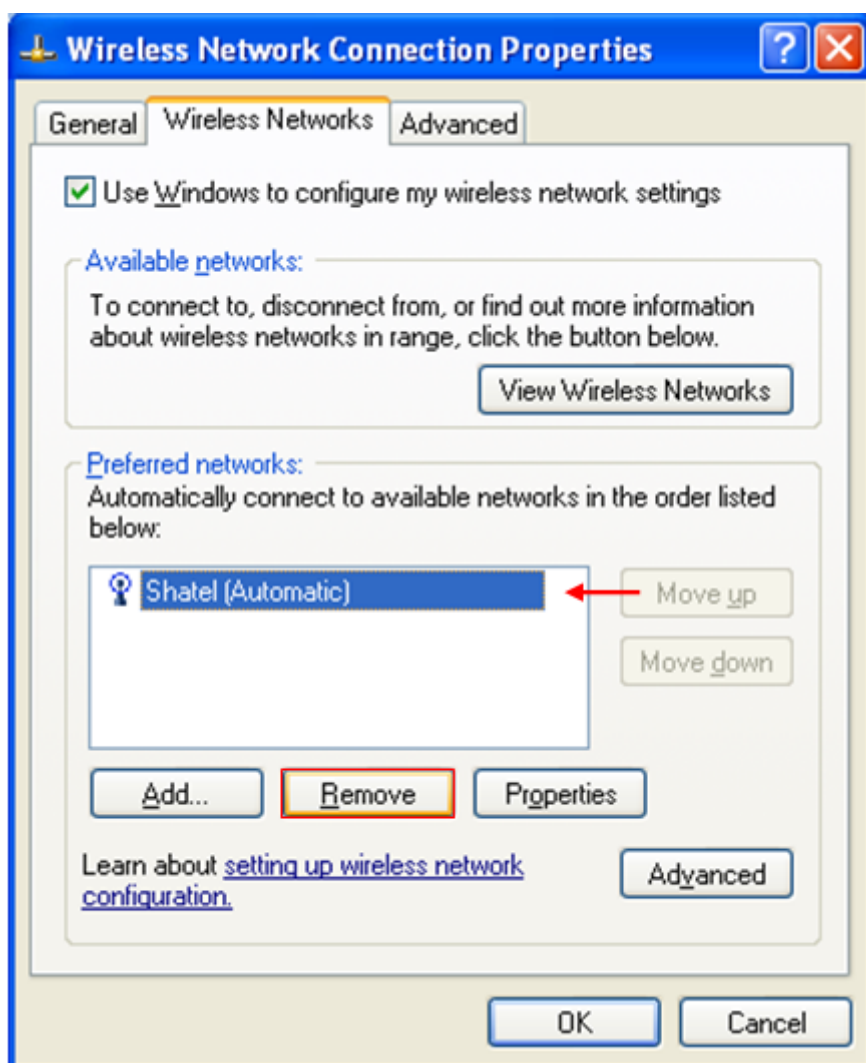 Wireless Network Connection Properties
General
Wireless Networks
Advanced
Use Windows to configure my wireless network settings
Available networks:
To connect to, disconnect from, or find out more information
about wireless networks in range, click the button below.
View Wireless Networks
Preferred networks:
Automatically connect to available networks in the order listed
below:
Shatel (Automatic)
Move up
Move down
Add...
Remove
Properties
Learn about setting up wireless network
configuration.
Advanced
OK
Cancel